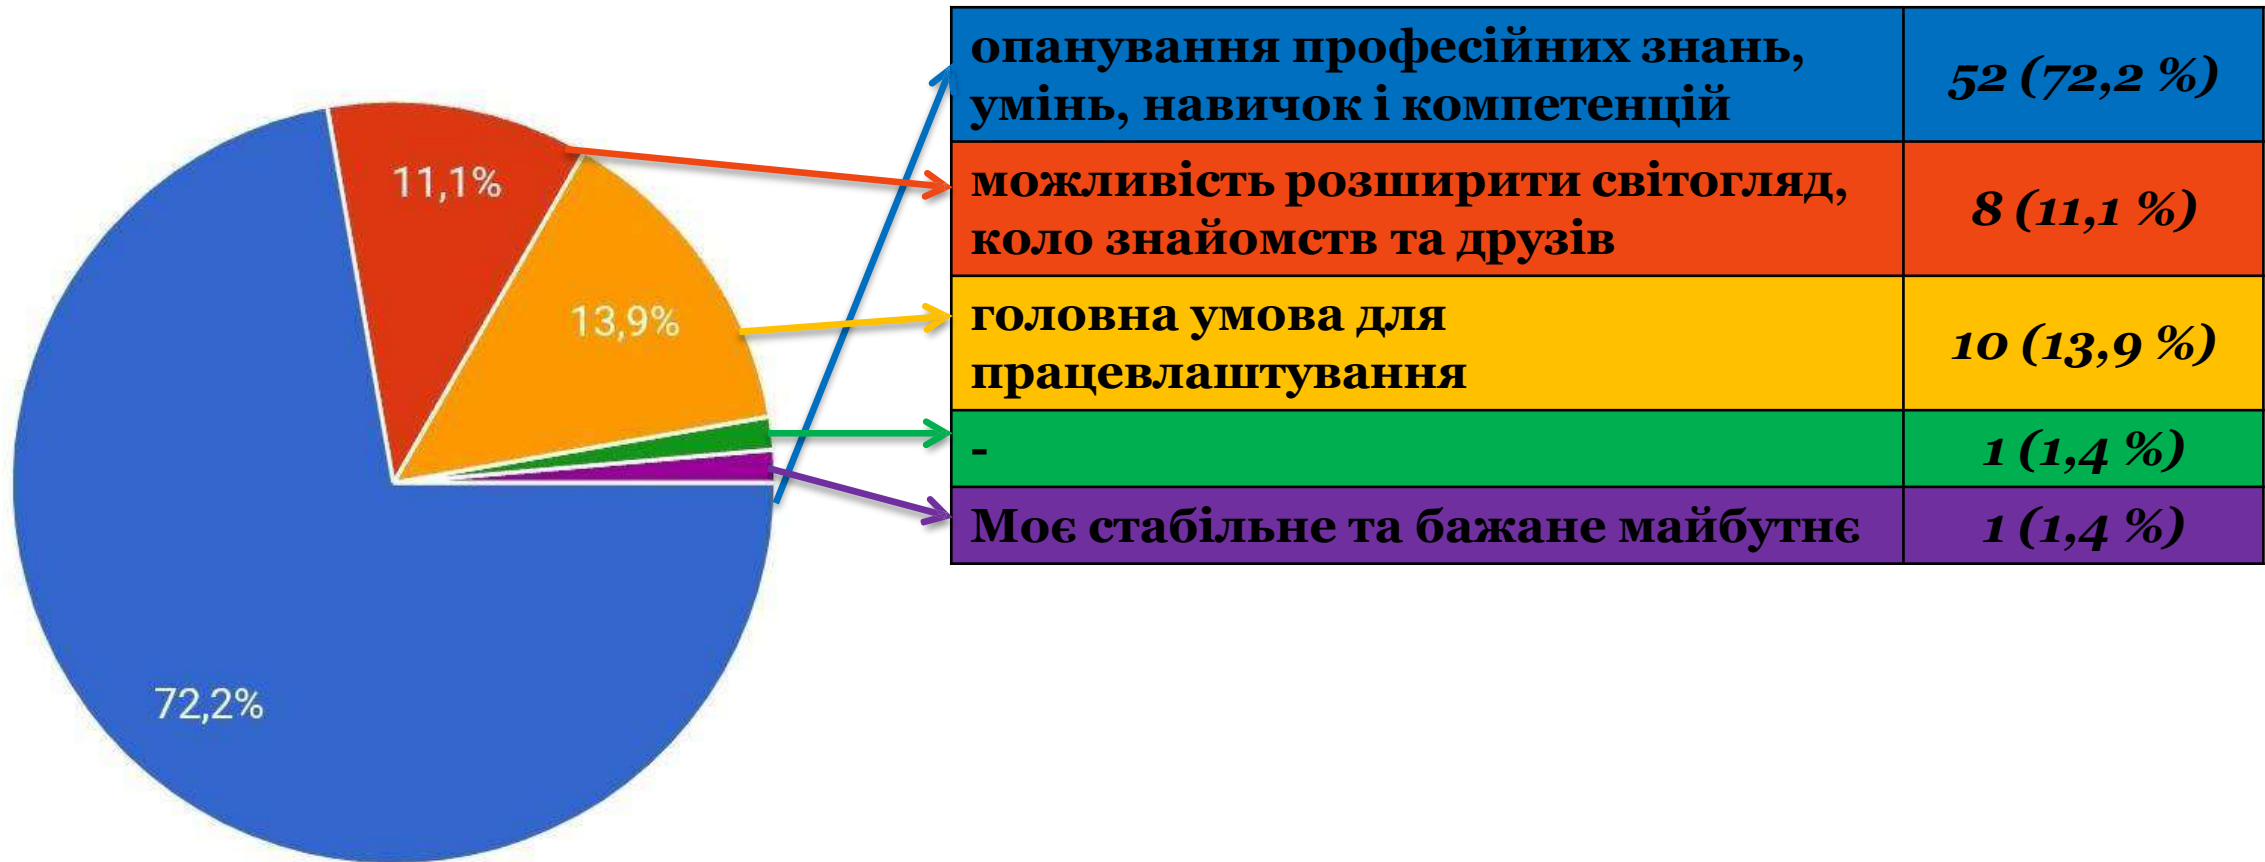 опанування професійних знань,
умінь, навичок і компетенцій
52 (72,2 %)
можливість розширити світогляд,
коло знайомств та друзів
8 (11,1 %)
головна умова для
працевлаштування
10 (13,9 %)
-
1 (1,4 %)
Моє стабільне та бажане майбутнє
1 (1,4 %)
11,1%
13,9%
72,2%